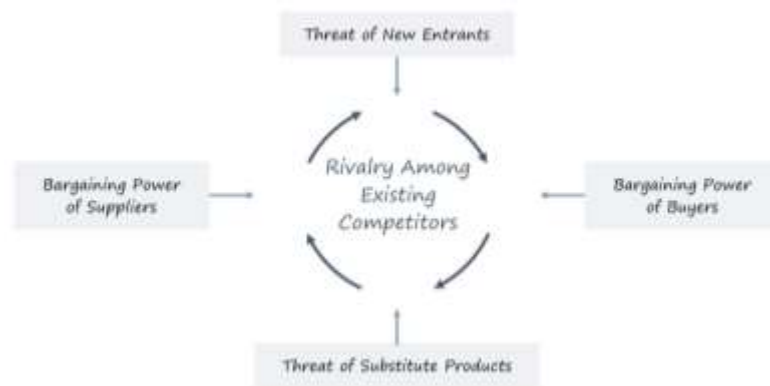 Threat of New Entrants
Bargaining Power
of Suppliers
Rivalry Among
Existing
Competitors
Bargaining Power
of Buyers
Threat of Substitute Products